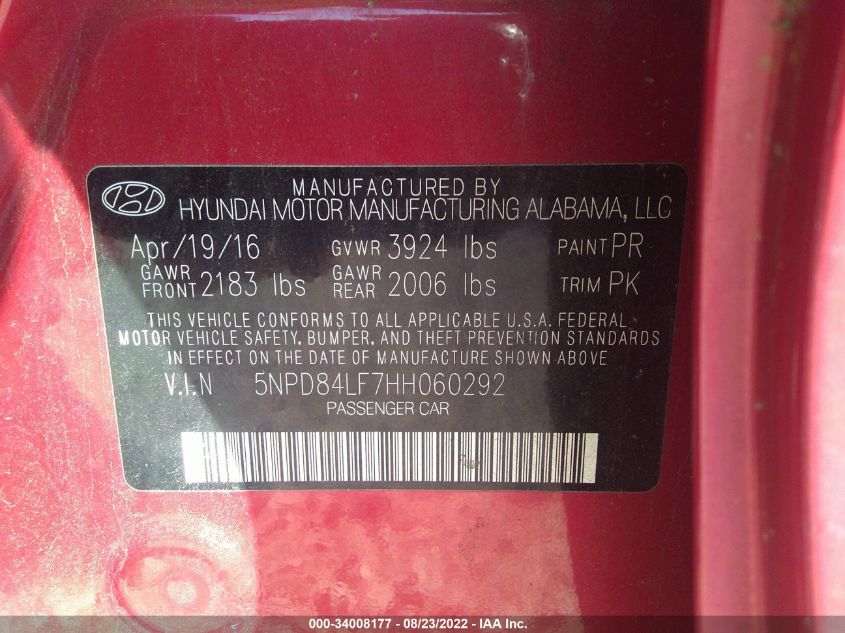 MANUFACTURED BY
HYUNDAI MOTOR MANUFACTURING ALABAMA, LLC
Apr/19/16 GVWR 3924 lbs PAINT PR
GAWR FRONT 2183 lbs GAWR REAR 2006 lbs TRIM PK
THIS VEHICLE CONFORMS TO ALL APPLICABLE U.S.A. FEDERAL
MOTOR VEHICLE SAFETY, BUMPER, AND THEFT PREVENTION STANDARDS
IN EFFECT ON THE DATE OF MANUFACTURE SHOWN ABOVE
V.I.N 5NPD84LF7HH060292
PASSENGER CAR
000-34008177 - 08/23/2022 - IAA Inc.